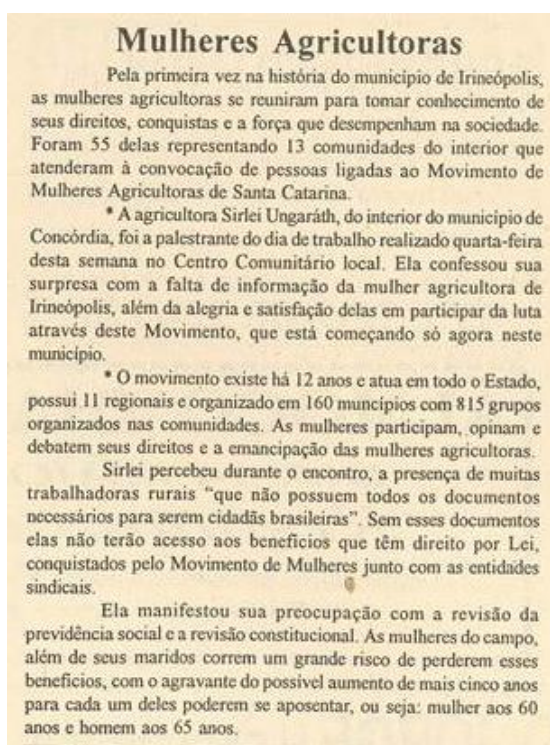 Mulheres Agricultoras
Pela primeira vez na história do município de Irineópolis,
as mulheres agricultoras se reuniram para tomar conhecimento de
seus direitos, conquistas e a força que desempenham na sociedade.
Foram 55 delas representando 13 comunidades do interior que
atenderam à convocação de pessoas ligadas ao Movimento de
Mulheres Agricultoras de Santa Catarina.
* A agricultora Sirlei Ungaráth, do interior do município de
Concórdia, foi a palestrante do dia de trabalho realizado quarta-feira
desta semana no Centro Comunitário local. Ela confessou sua
surpresa com a falta de informação da mulher agricultora de
Irineópolis, além da alegria e satisfação delas em participar da luta
através deste Movimento, que está começando só agora neste
município.
* O movimento existe há 12 anos e atua em todo o Estado,
possui 11 regionais e organizado em 160 muncípios com 815 grupos
organizados nas comunidades. As mulheres participam, opinam e
debatem seus direitos e a emancipação das mulheres agricultoras.
Sirlei percebeu durante o encontro, a presença de muitas
trabalhadoras rurais “que não possuem todos os documentos
necessários para serem cidadãs brasileiras”. Sem esses documentos
elas não terão acesso aos benefícios que têm direito por Lei,
conquistados pelo Movimento de Mulheres junto com as entidades
sindicais.
Ela manifestou sua preocupação com a revisão da
previdência social e a revisão constitucional. As mulheres do campo,
além de seus maridos correm um grande risco de perderem esses
benefícios, com o agravante do possível aumento de mais cinco anos
para cada um deles poderem se aposentar, ou seja: mulher aos 60
anos e homem aos 65 anos.